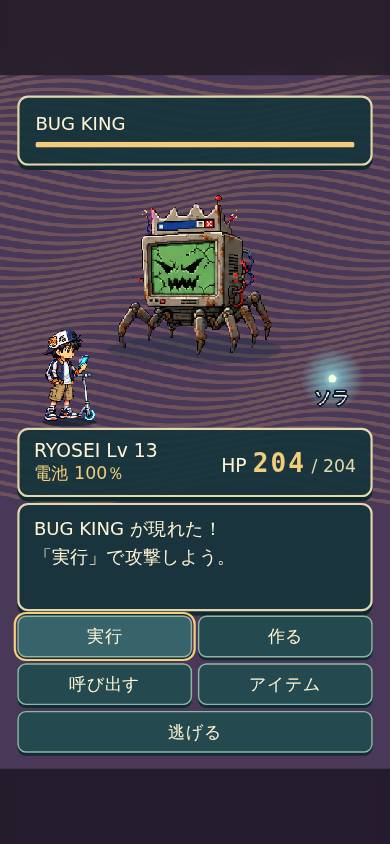 BUG KING
ソラ
RYOSEI Lv 13
電池 100%
HP 204 / 204
BUG KING が現れた！
「実行」で攻撃しよう。
実行
作る
呼び出す
アイテム
逃げる